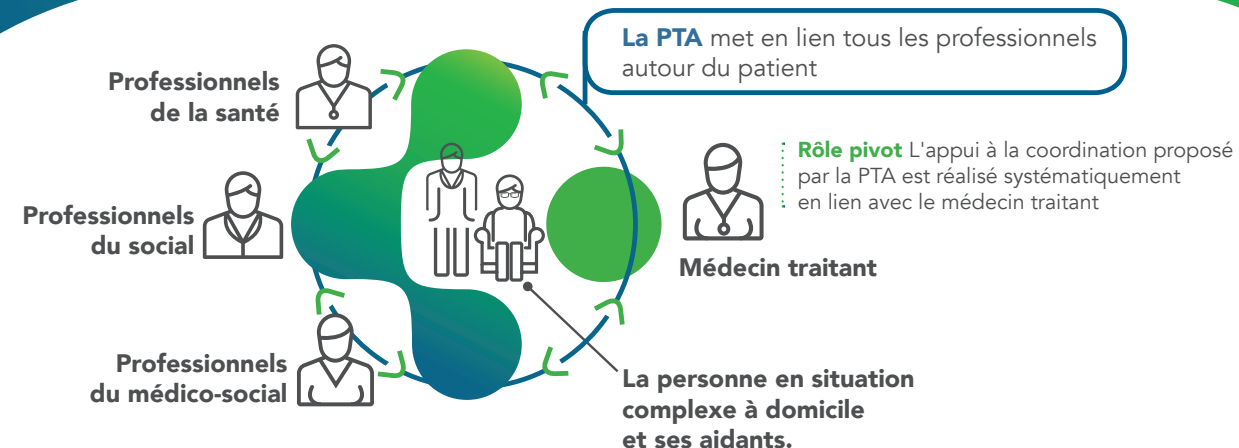 La PTA met en lien tous les professionnels
autour du patient
Professionnels
de la santé
Rôle pivot L'appui à la coordination proposé
par la PTA est réalisé systématiquement
en lien avec le médecin traitant
Professionnels
du social
Médecin traitant
Professionnels
du médico-social
La personne en situation
complexe à domicile
et ses aidants.